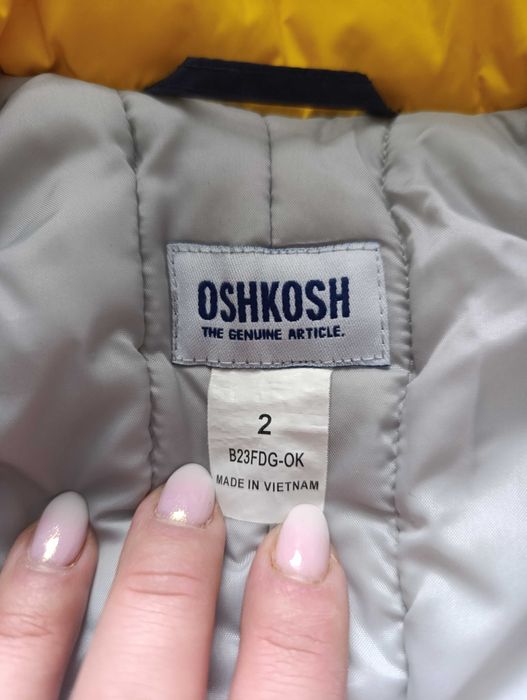 OSHKOSH
THE GENUINE ARTICLE.
2
B23FDG-OK
MADE IN VIETNAM